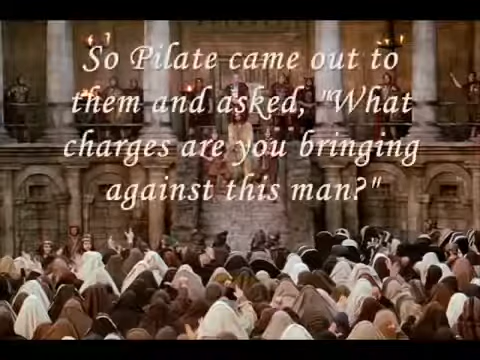 So Pilate came out to
them and asked, "What
charges are you bringing
against this man?"